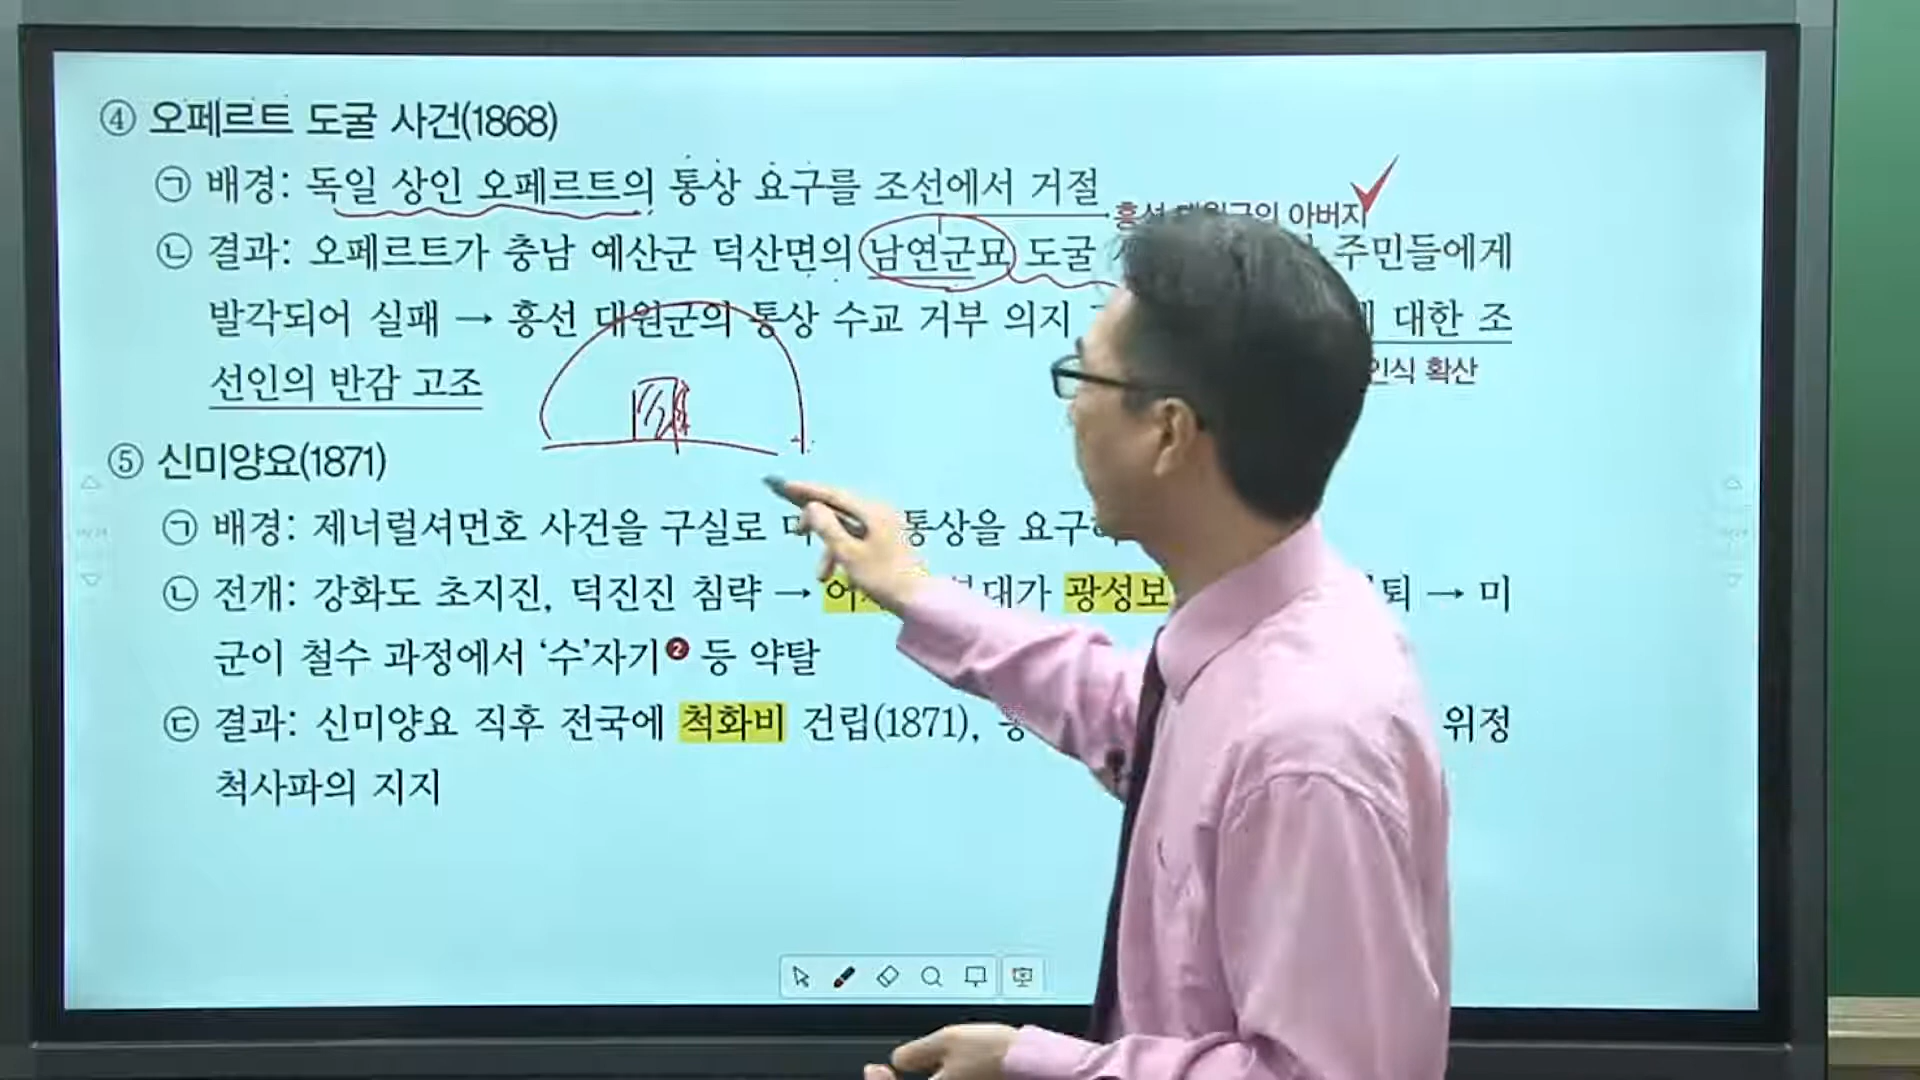 ④ 오페르트 도굴 사건(1868)
㉠ 배경: 독일 상인 오페르트의 통상 요구를 조선에서 거절
흥선 대원군의 아버지
㉡ 결과: 오페르트가 충남 예산군 덕산면의 남연군묘 도굴 주민들에게
발각되어 실패 → 흥선 대원군의 통상 수교 거부 의지 대한 조
선인의 반감 고조
인식 확산
⑤ 신미양요(1871)
㉠ 배경: 제너럴셔먼호 사건을 구실로 통상을 요구
㉡ 전개: 강화도 초지진, 덕진진 침략 → 광성보 → 미
군이 철수 과정에서 ‘수’자기❷ 등 약탈
㉢ 결과: 신미양요 직후 전국에 척화비 건립(1871), 위정
척사파의 지지